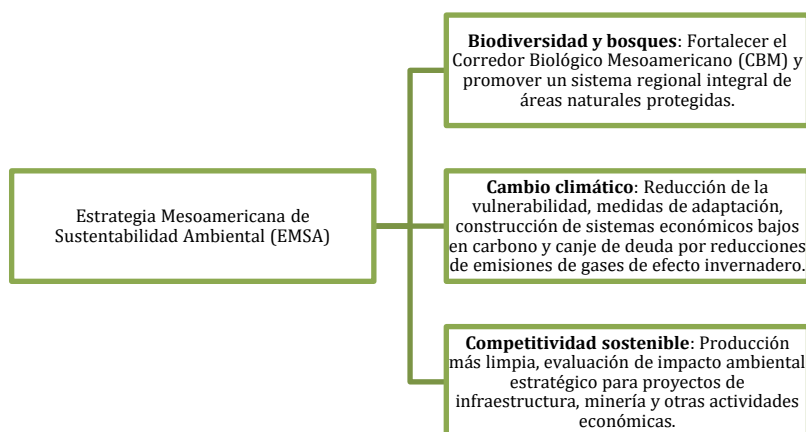 Biodiversidad y bosques: Fortalecer el
Corredor Biológico Mesoamericano (CBM) y
promover un sistema regional integral de
áreas naturales protegidas.
Estrategia Mesoamericana de
Sustentabilidad Ambiental (EMSA)
Cambio climático: Reducción de la
vulnerabilidad, medidas de adaptación,
construcción de sistemas económicos bajos
en carbono y canje de deuda por reducciones
de emisiones de gases de efecto invernadero.
Competitividad sostenible: Producción
más limpia, evaluación de impacto ambiental
estratégico para proyectos de
infraestructura, minería y otras actividades
económicas.